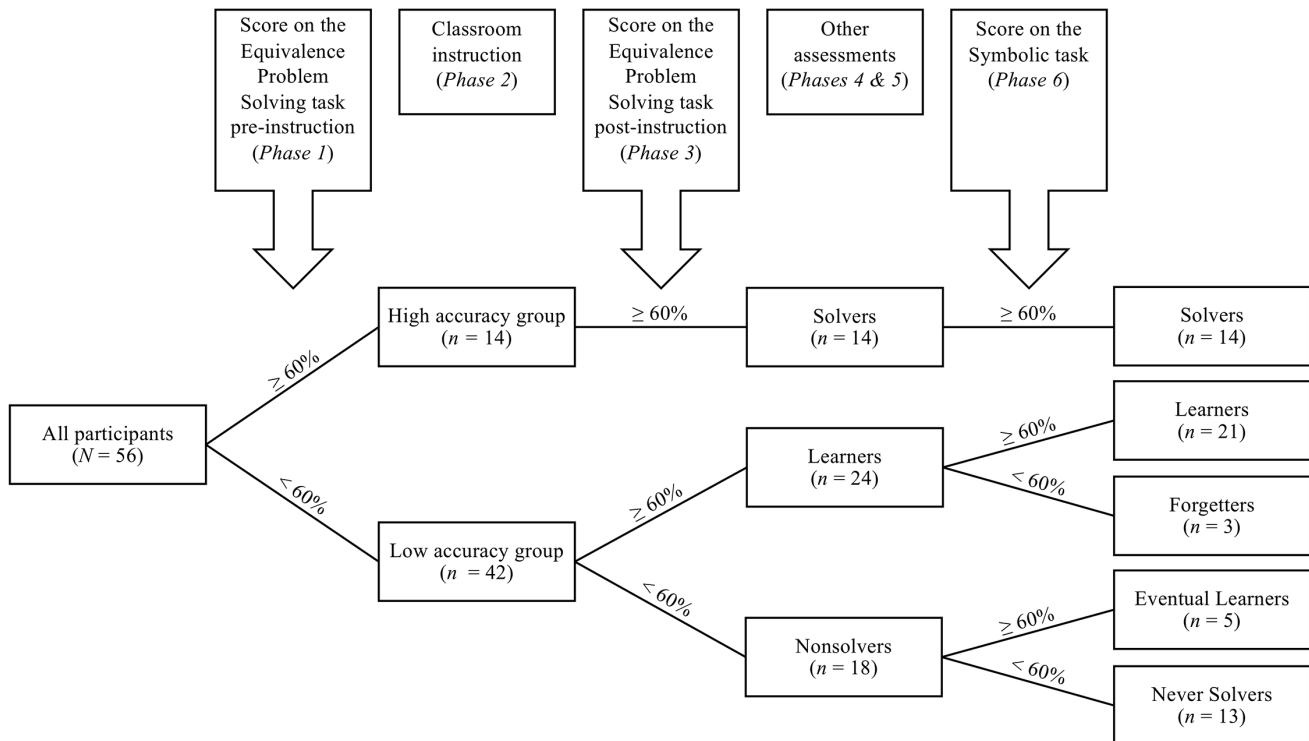 Score on the
Equivalence
Problem
Solving task
pre-instruction
(Phase 1)
Classroom
instruction
(Phase 2)
Score on the
Equivalence
Problem
Solving task
post-instruction
(Phase 3)
Other
assessments
(Phases 4 & 5)
Score on the
Symbolic task
(Phase 6)
All participants
(N = 56)
≥ 60%
< 60%
High accuracy group
(n = 14)
Low accuracy group
(n = 42)
≥ 60%
≥ 60%
< 60%
Solvers
(n = 14)
Learners
(n = 24)
Nonsolvers
(n = 18)
≥ 60%
≥ 60%
< 60%
≥ 60%
< 60%
Solvers
(n = 14)
Learners
(n = 21)
Forgetters
(n = 3)
Eventual Learners
(n = 5)
Never Solvers
(n = 13)